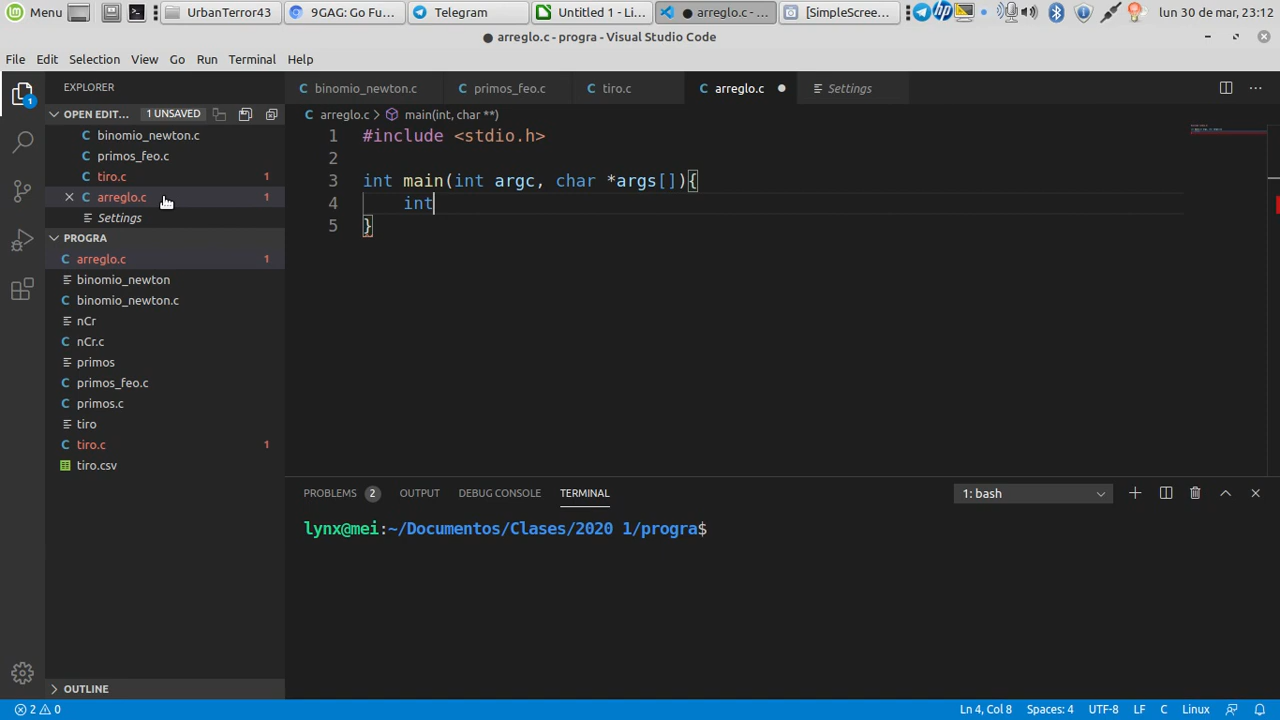 Menu UrbanTerror43 9GAG: Go Fu... Telegram Untitled 1 - Li... ● arreglo.c - ... [SimpleScree... lun 30 de mar, 23:12
● arreglo.c - progra - Visual Studio Code
File Edit Selection View Go Run Terminal Help
EXPLORER
binomio_newton.c primos_feo.c tiro.c arreglo.c ● Settings
OPEN EDIT... 1 UNSAVED
arreglo.c > main(int, char **)
binomio_newton.c
primos_feo.c
tiro.c 1
arreglo.c 1
Settings
PROGRA
arreglo.c 1
binomio_newton
binomio_newton.c
nCr
nCr.c
primos
primos_feo.c
primos.c
tiro
tiro.c 1
tiro.csv
OUTLINE
1 #include <stdio.h>
2
3 int main(int argc, char *args[]){
4 int
5 }
PROBLEMS 2 OUTPUT DEBUG CONSOLE TERMINAL 1: bash
lynx@mei:~/Documentos/Clases/2020 1/progra$
2 0 Ln 4, Col 8 Spaces: 4 UTF-8 LF C Linux